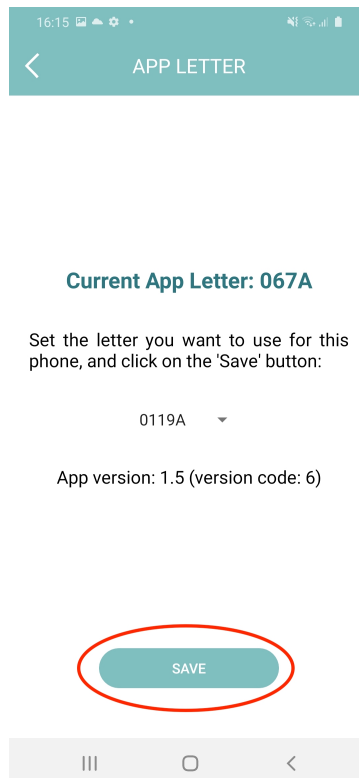 16:15
APP LETTER
Current App Letter: 067A
Set the letter you want to use for this
phone, and click on the 'Save' button:
0119A
App version: 1.5 (version code: 6)
SAVE